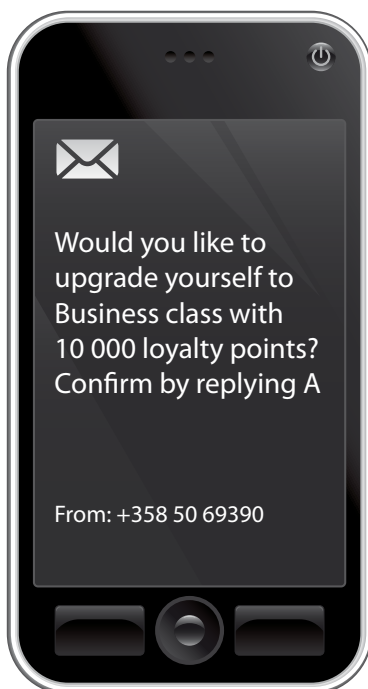 Would you like to
upgrade yourself to
Business class with
10 000 loyalty points?
Confirm by replying A
From: +358 50 69390